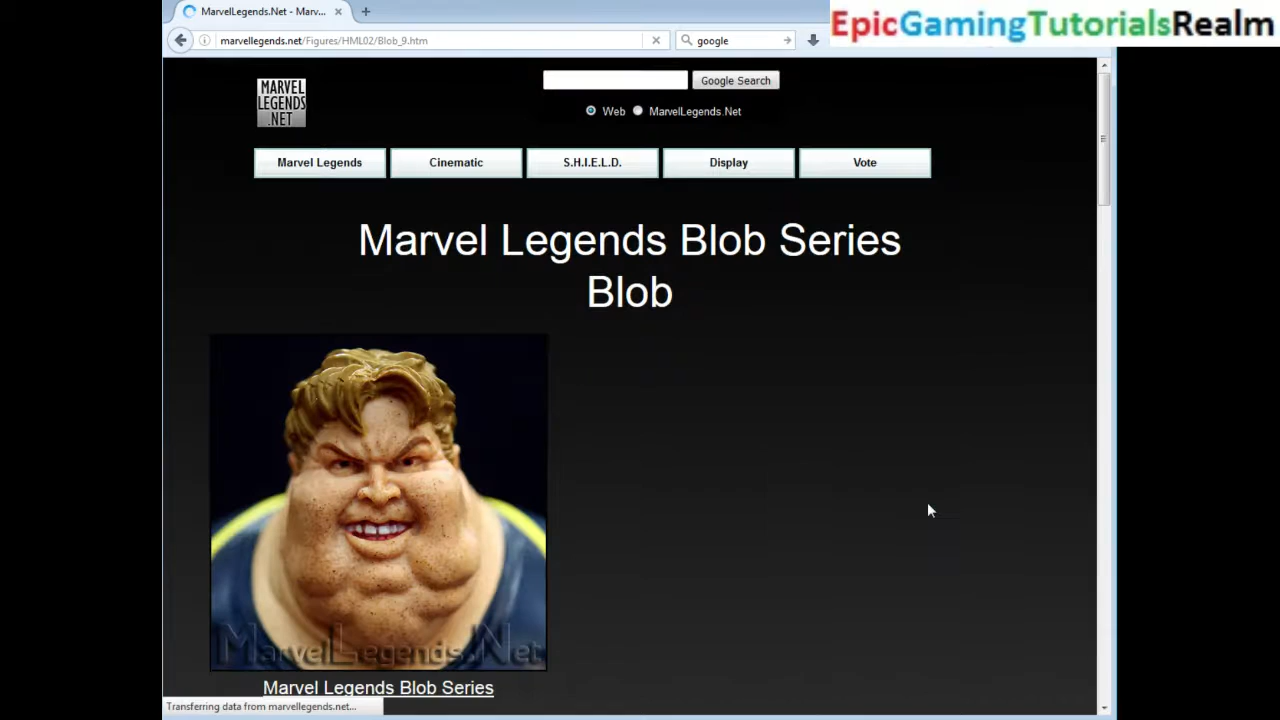 MarvelLegends.Net - Marv...
EpicGamingTutorialsRealm
marvellegends.net/Figures/HML02/Blob_9.htm
google
MARVEL
LEGENDS
.NET
Google Search
Web
MarvelLegends.Net
Marvel Legends
Cinematic
S.H.I.E.L.D.
Display
Vote
Marvel Legends Blob Series
Blob
MarvelLegends.Net
Marvel Legends Blob Series
Transferring data from marvellegends.net...